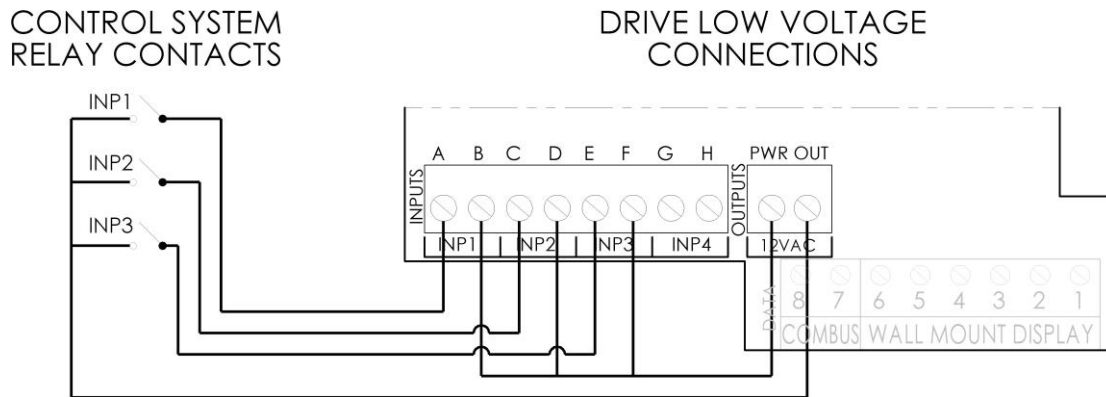 CONTROL SYSTEM
RELAY CONTACTS
DRIVE LOW VOLTAGE
CONNECTIONS
INP1
INP2
INP3
A B C D E F G H
PWR OUT
INPUTS
OUTPUTS
INP1 INP2 NP3 INP4
12VAC
DATA
8 7 6 5 4 3 2 1
COMBUS WALL MOUNT DISPLAY